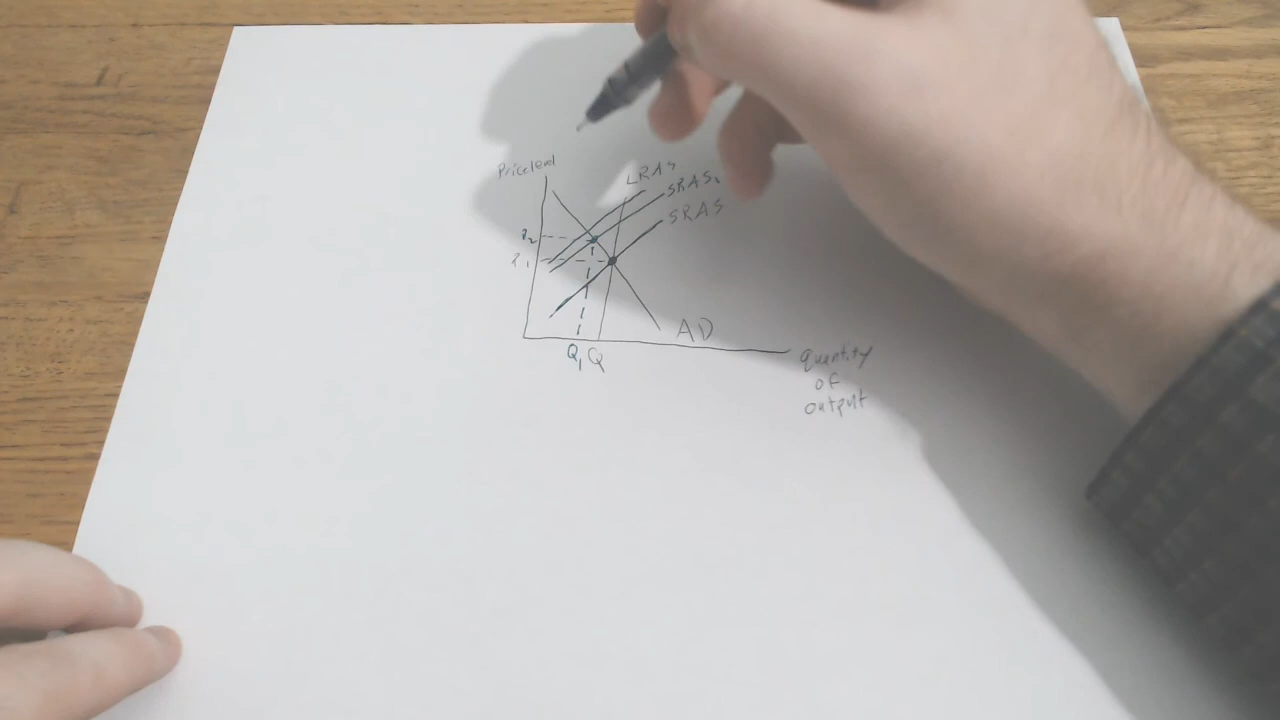 Price level
LRAS
SRAS₂
SRAS
P₂
P₁
AD
Q₁ Q
quantity
of
output